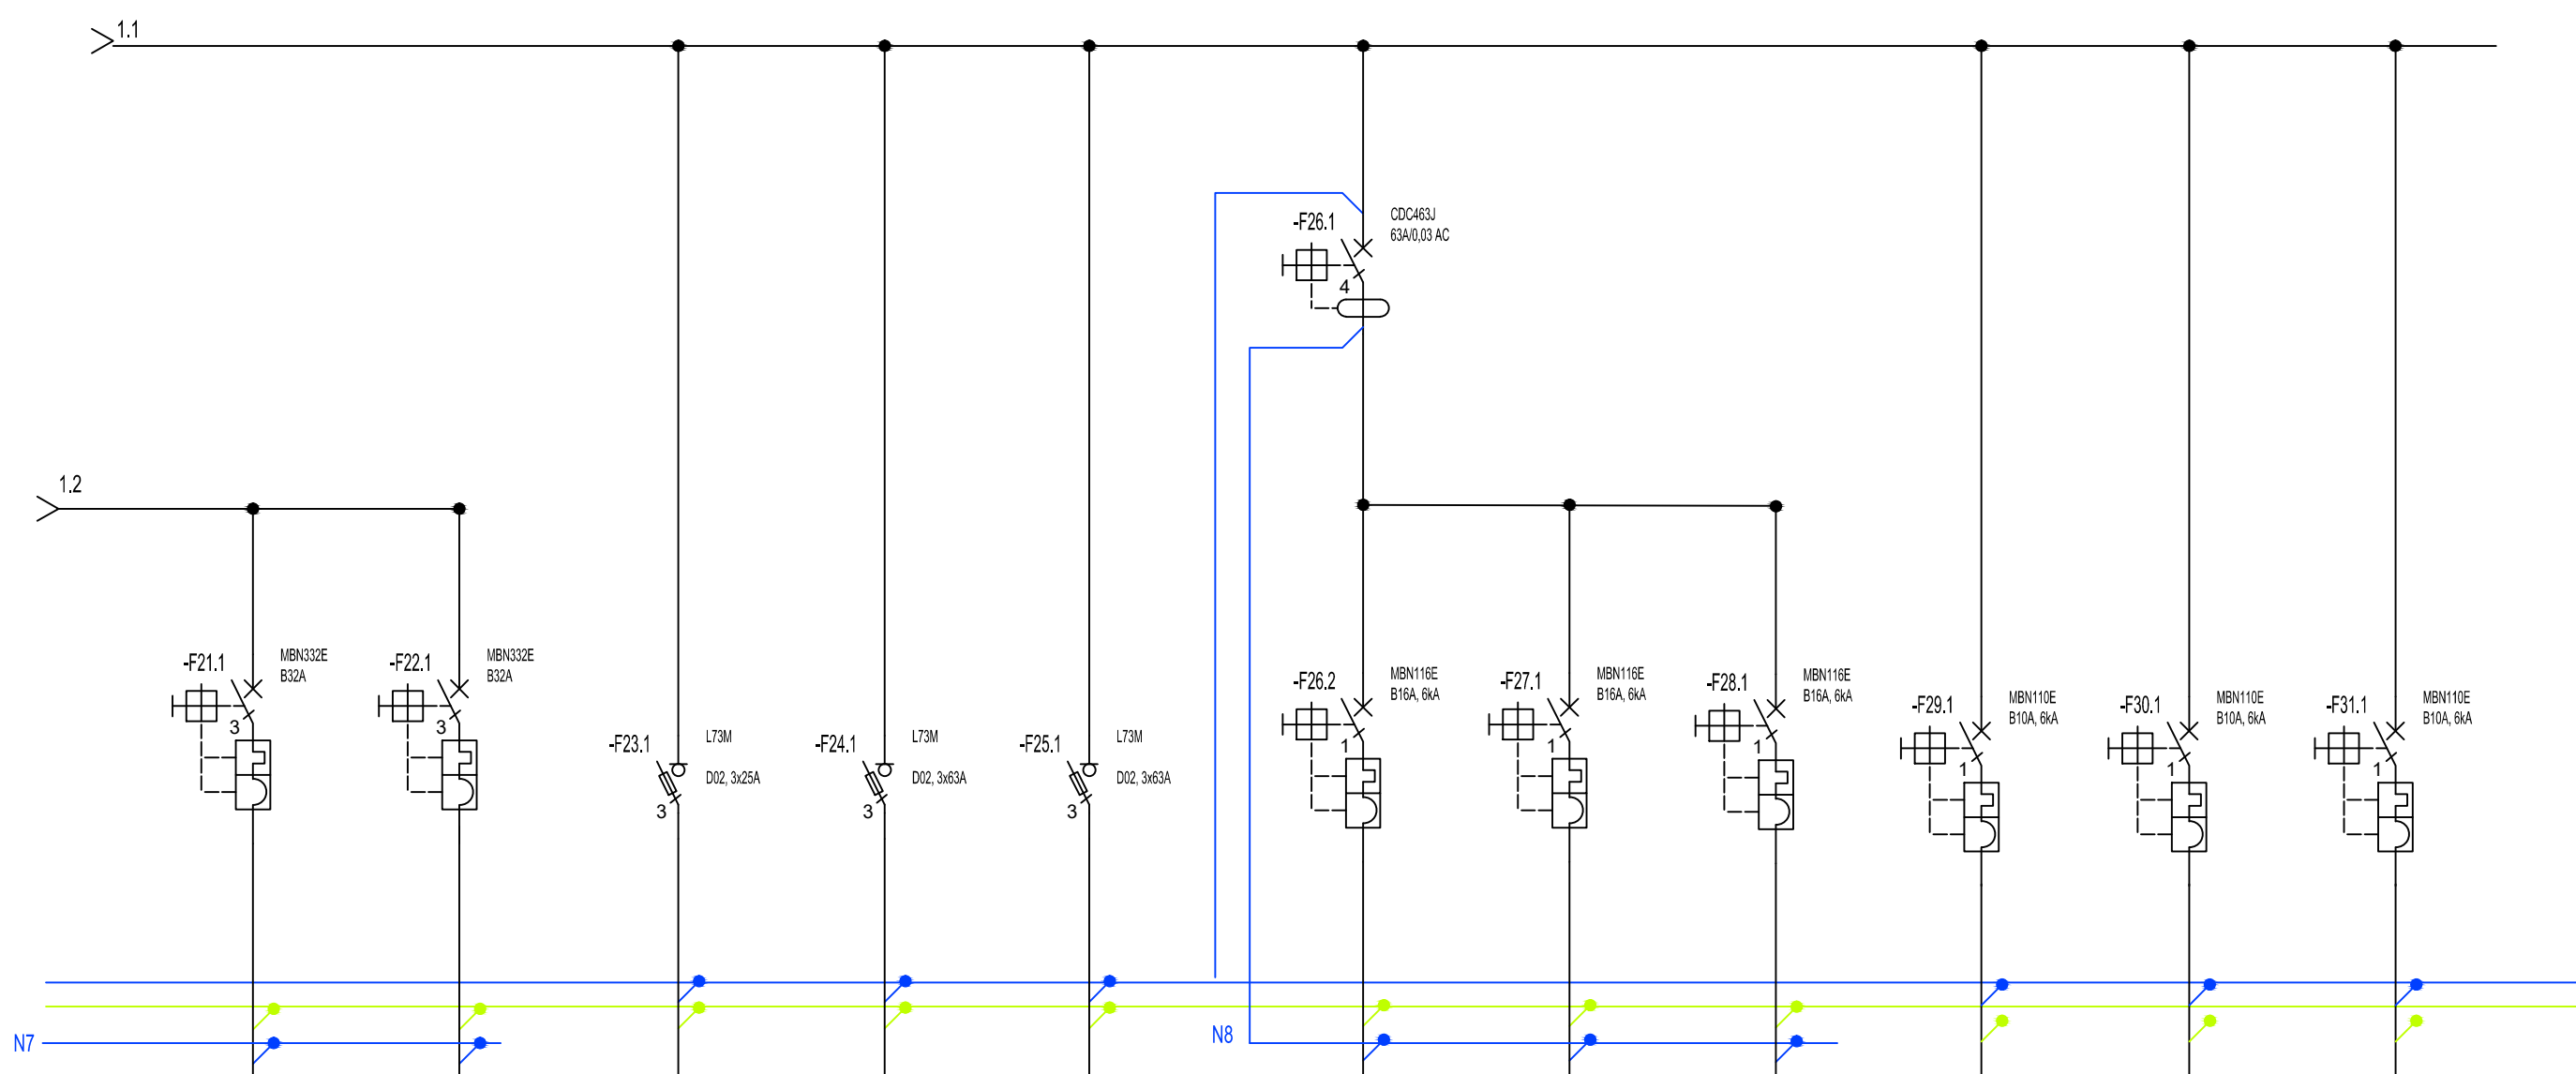 1.1
-F26.1
CDC463J
63A/0,03 AC
4
1.2
-F21.1
MBN332E
B32A
3
-F22.1
MBN332E
B32A
3
-F23.1
L73M
D02, 3x25A
3
-F24.1
L73M
D02, 3x63A
3
-F25.1
L73M
D02, 3x63A
3
-F26.2
MBN116E
B16A, 6kA
1
-F27.1
MBN116E
B16A, 6kA
1
-F28.1
MBN116E
B16A, 6kA
1
-F29.1
MBN110E
B10A, 6kA
1
-F30.1
MBN110E
B10A, 6kA
1
-F31.1
MBN110E
B10A, 6kA
1
N7
N8